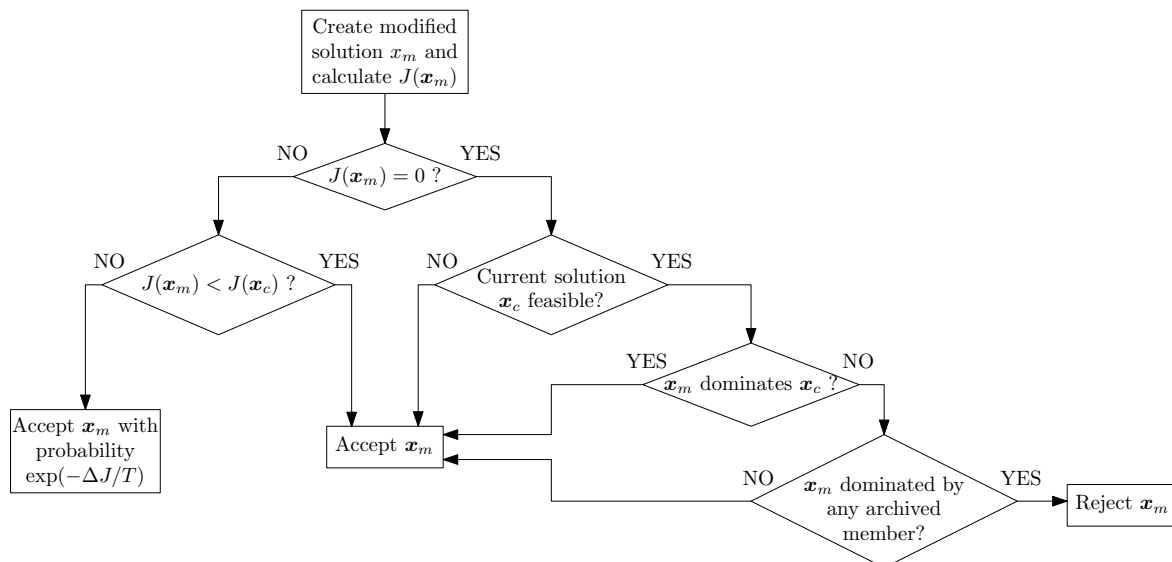 Create modified
solution x_m and
calculate J(x_m)
NO
YES
J(x_m) = 0 ?
NO
J(x_m) < J(x_c) ?
YES
NO
Current solution
x_c feasible?
YES
YES
x_m dominates x_c ?
NO
Accept x_m with
probability
exp(−ΔJ/T)
Accept x_m
NO
x_m dominated by
any archived
member?
YES
Reject x_m